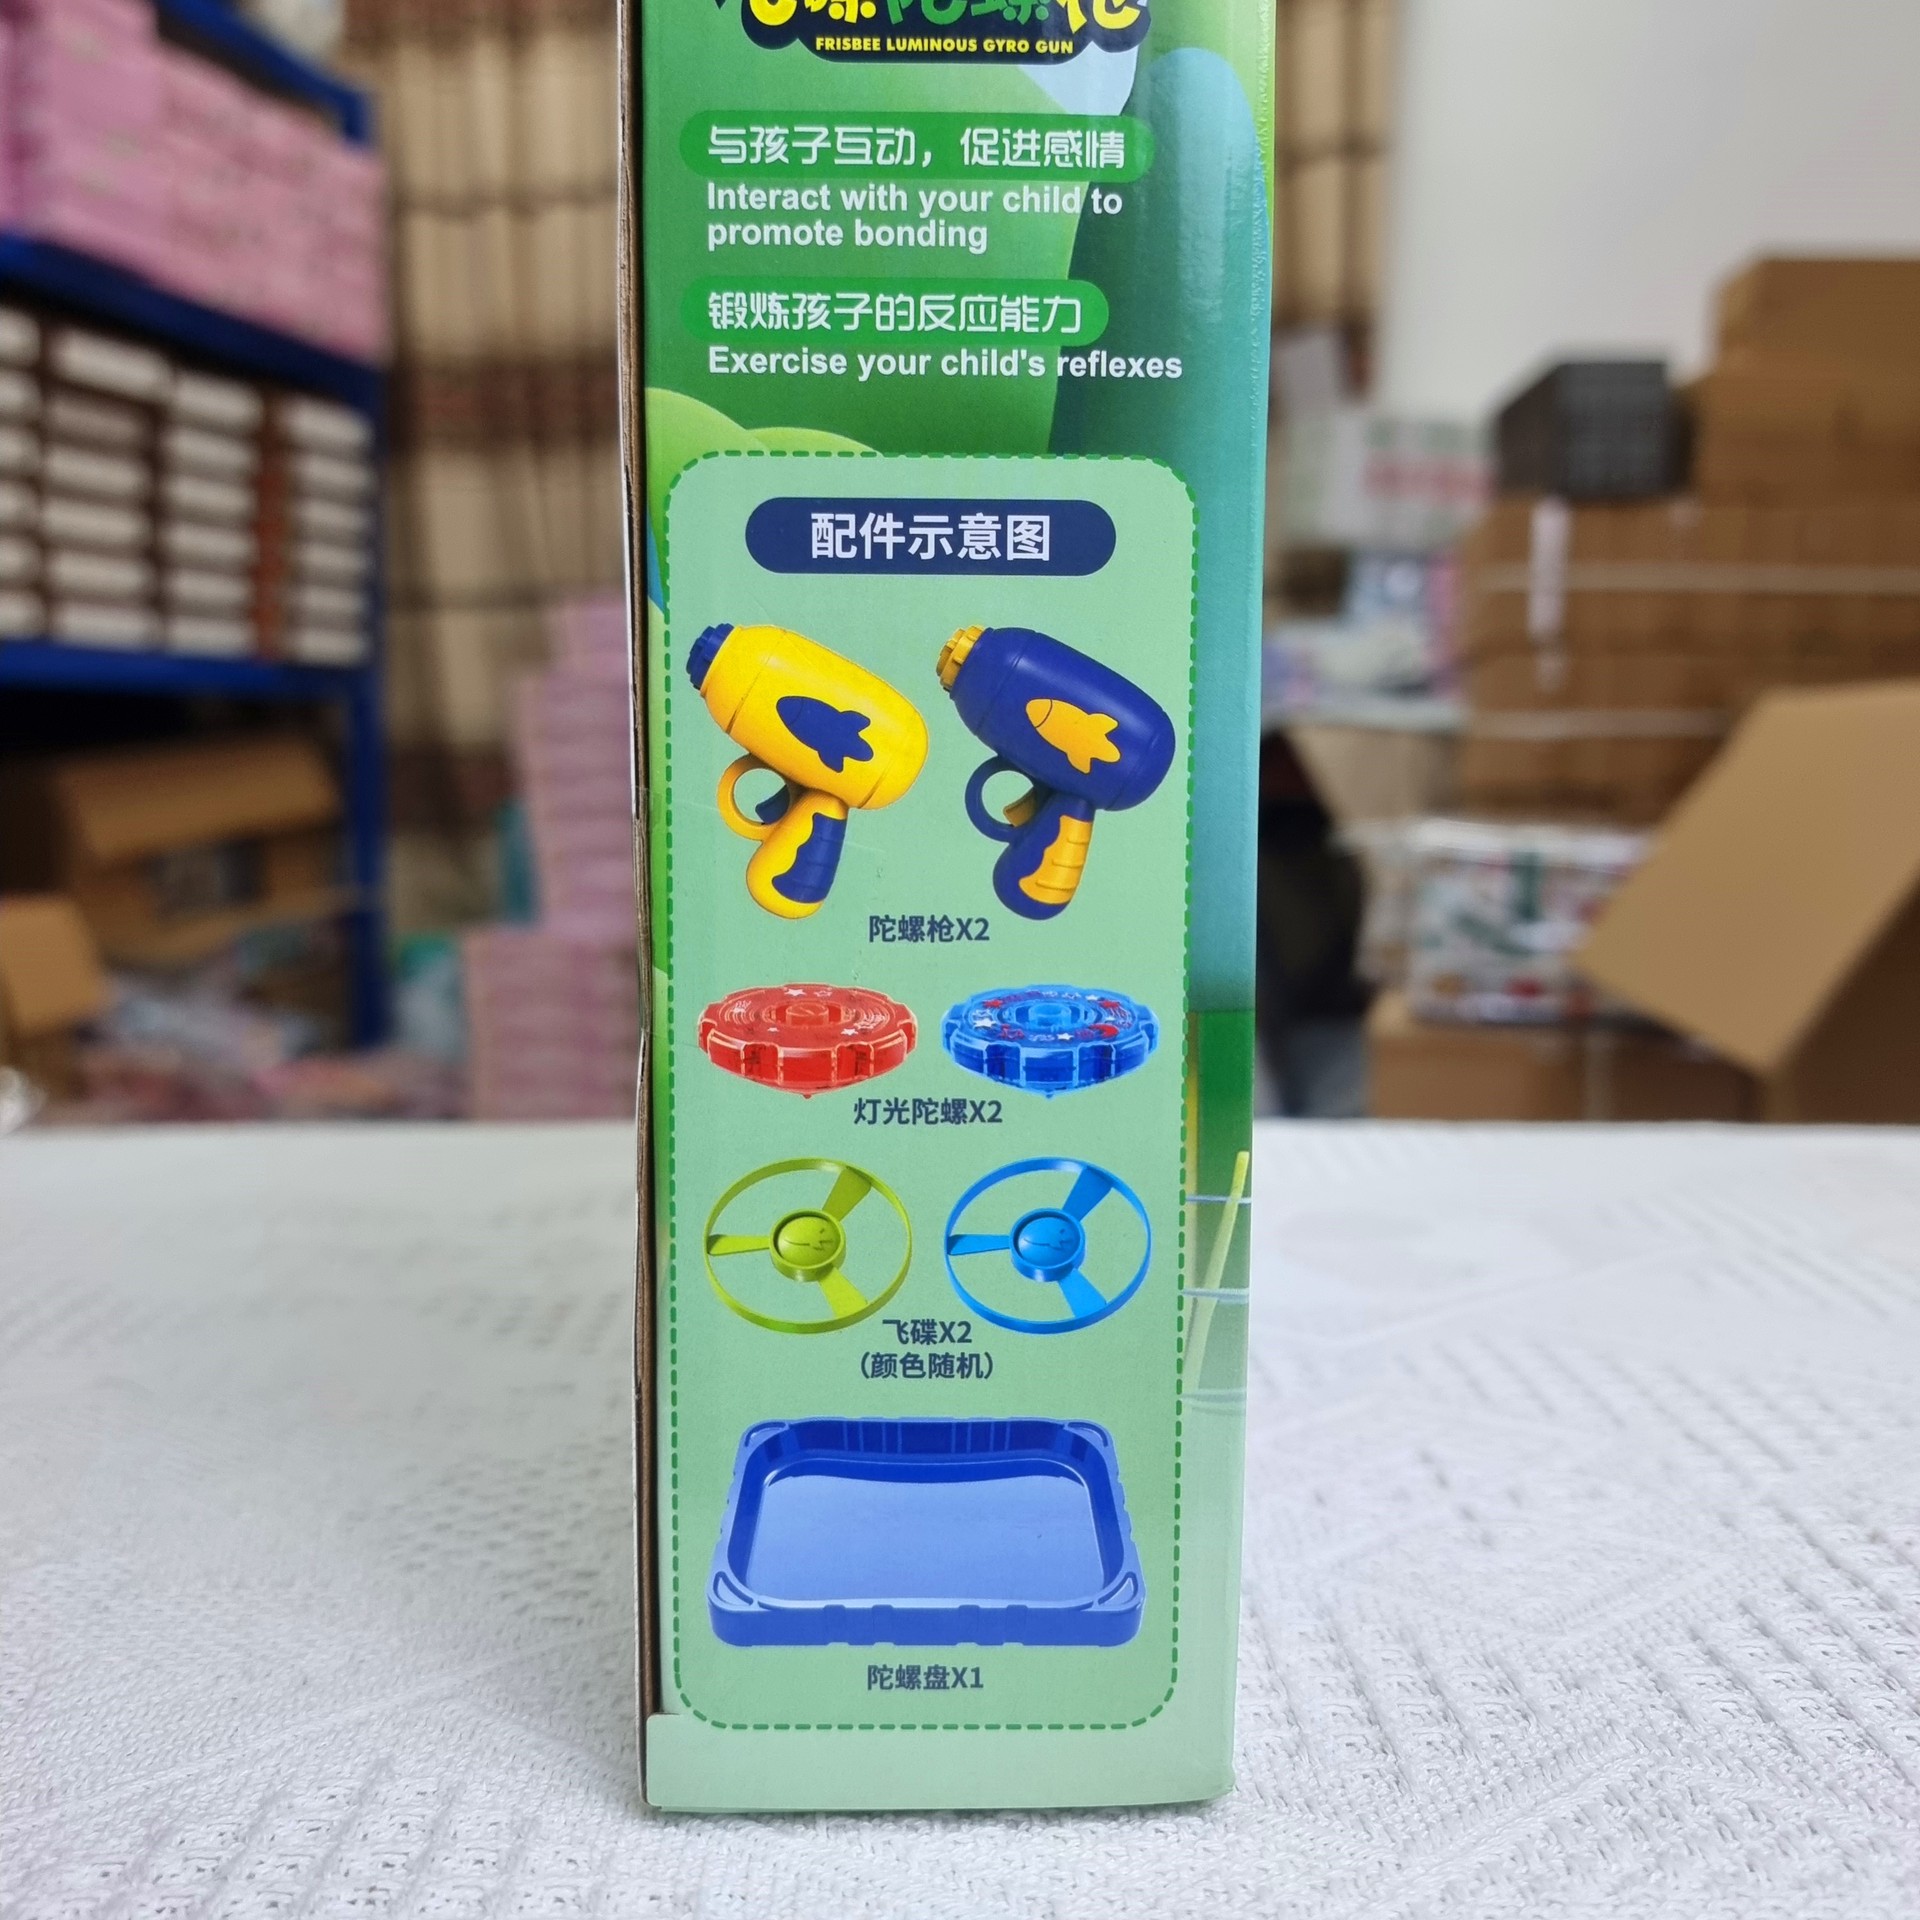 FRISBEE LUMINOUS GYRO GUN
与孩子互动，促进感情
Interact with your child to
promote bonding
锻炼孩子的反应能力
Exercise your child's reflexes
配件示意图
陀螺枪X2
灯光陀螺X2
飞碟X2
（颜色随机）
陀螺盘X1